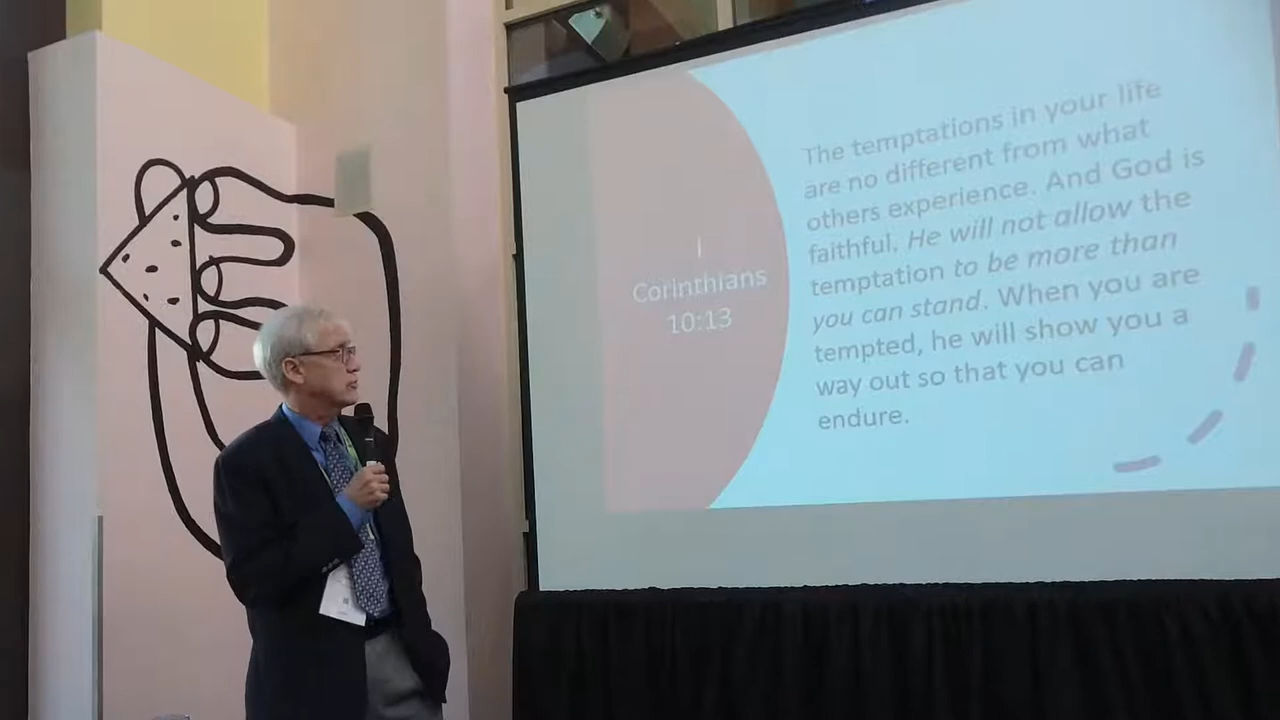 I
Corinthians
10:13
The temptations in your life
are no different from what
others experience. And God is
faithful. He will not allow the
temptation to be more than
you can stand. When you are
tempted, he will show you a
way out so that you can
endure.